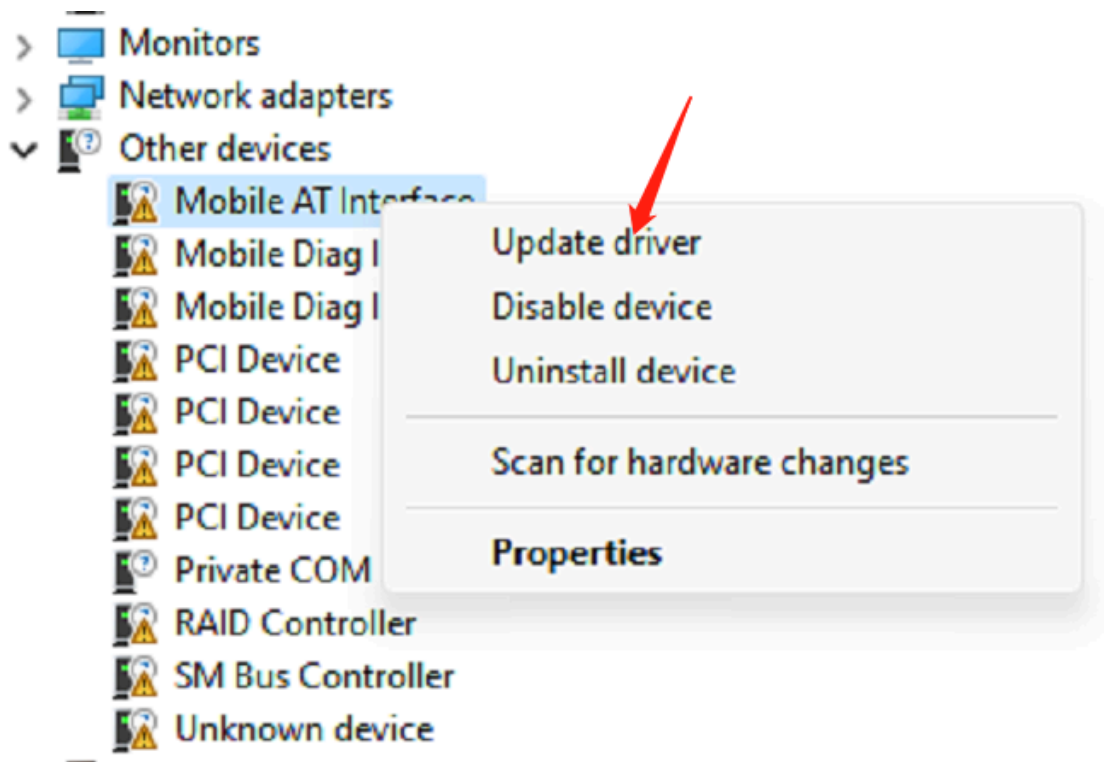 Monitors
Network adapters
Other devices
Mobile AT Interface
Mobile Diag I
Mobile Diag I
PCI Device
PCI Device
PCI Device
PCI Device
Private COM
RAID Controller
SM Bus Controller
Unknown device
Update driver
Disable device
Uninstall device
Scan for hardware changes
Properties